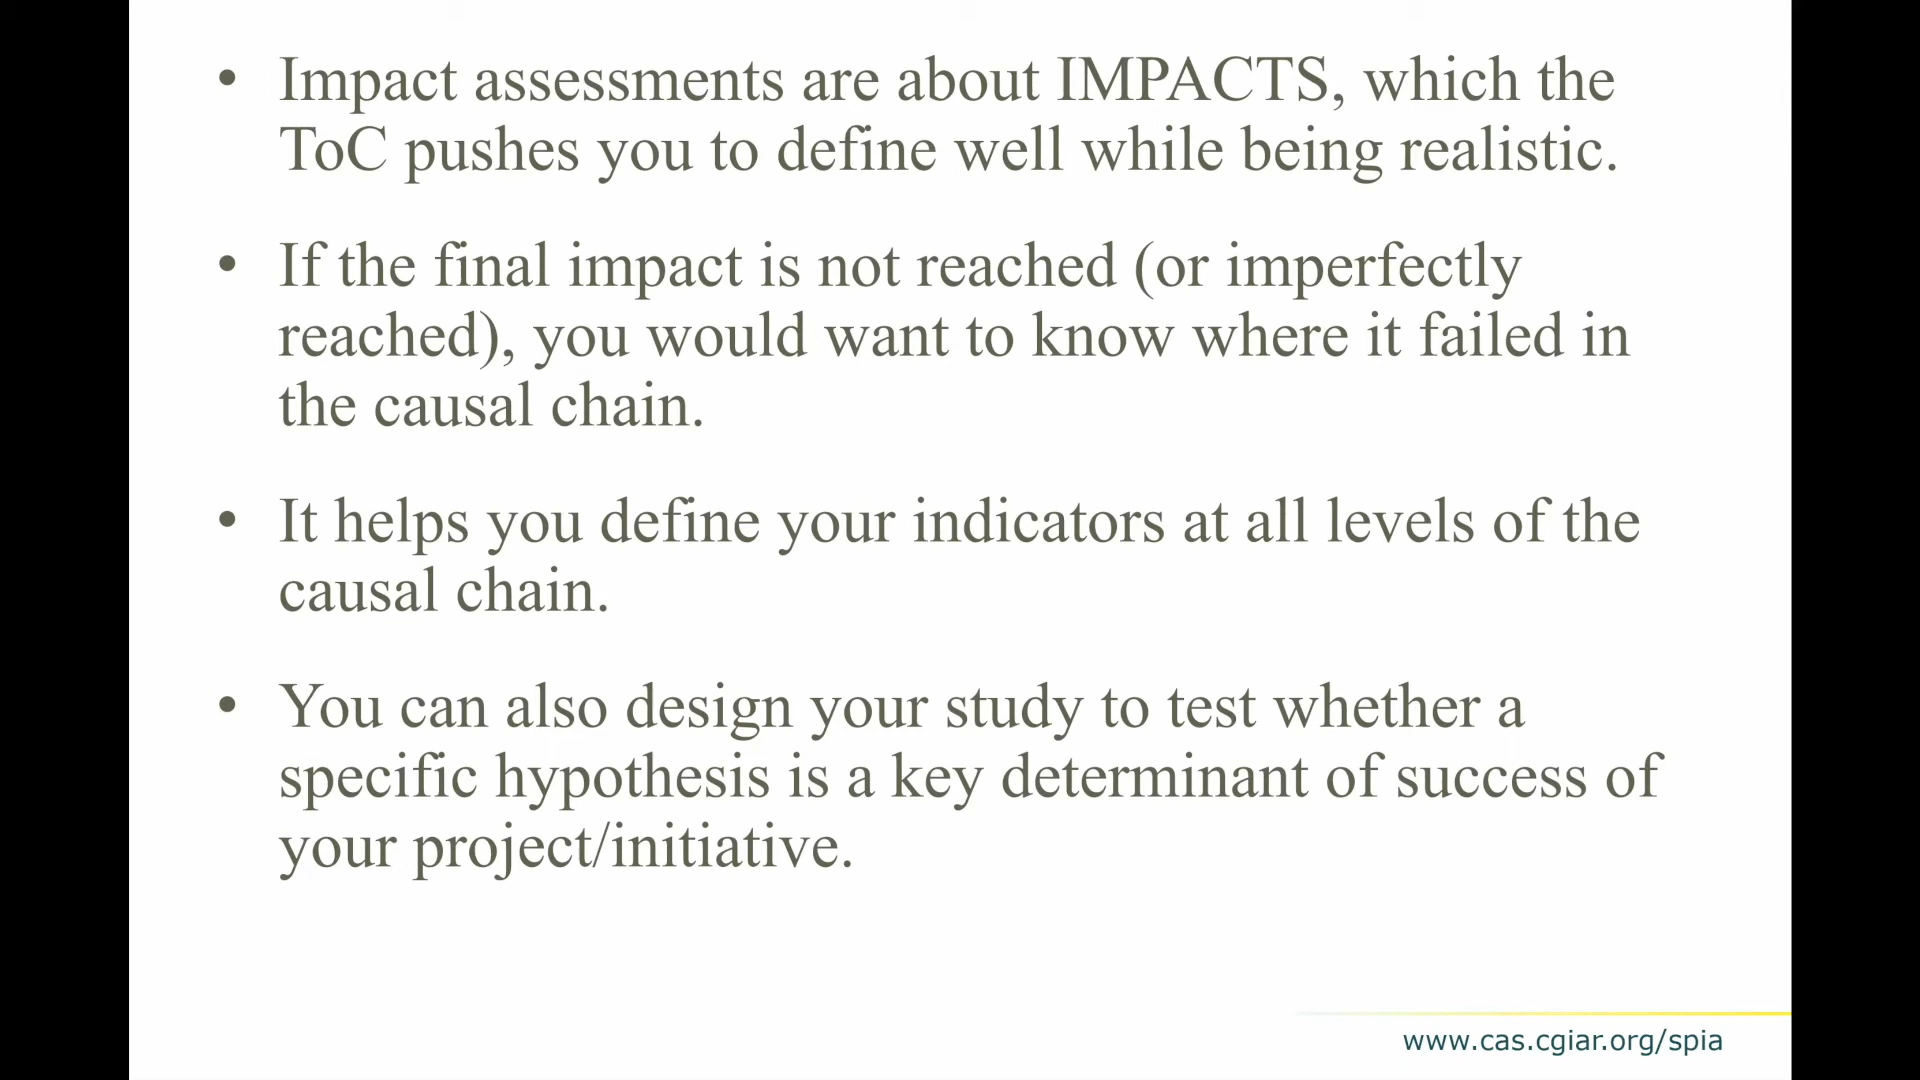 • Impact assessments are about IMPACTS, which the
ToC pushes you to define well while being realistic.
• If the final impact is not reached (or imperfectly
reached), you would want to know where it failed in
the causal chain.
• It helps you define your indicators at all levels of the
causal chain.
• You can also design your study to test whether a
specific hypothesis is a key determinant of success of
your project/initiative.
www.cas.cgiar.org/spia